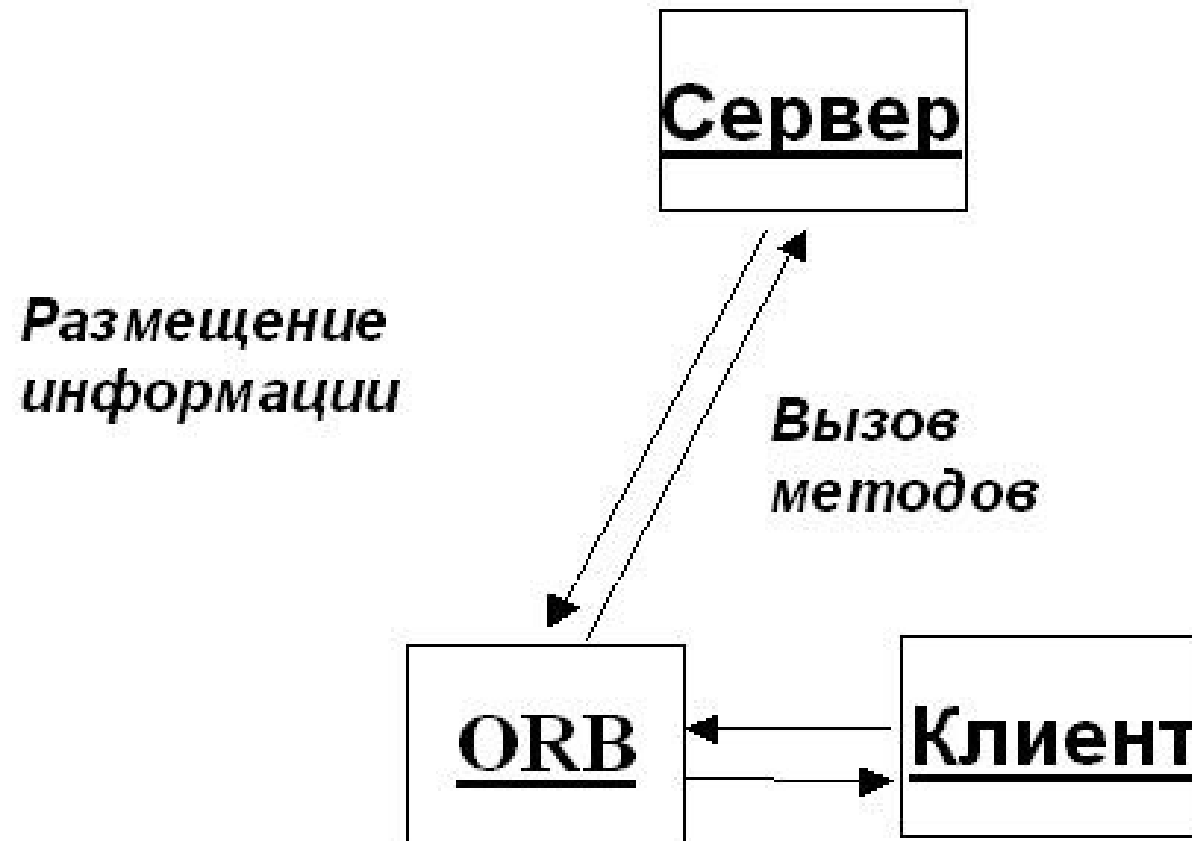 Сервер
Размещение
информации
Вызов
методов
ORB
Клиент